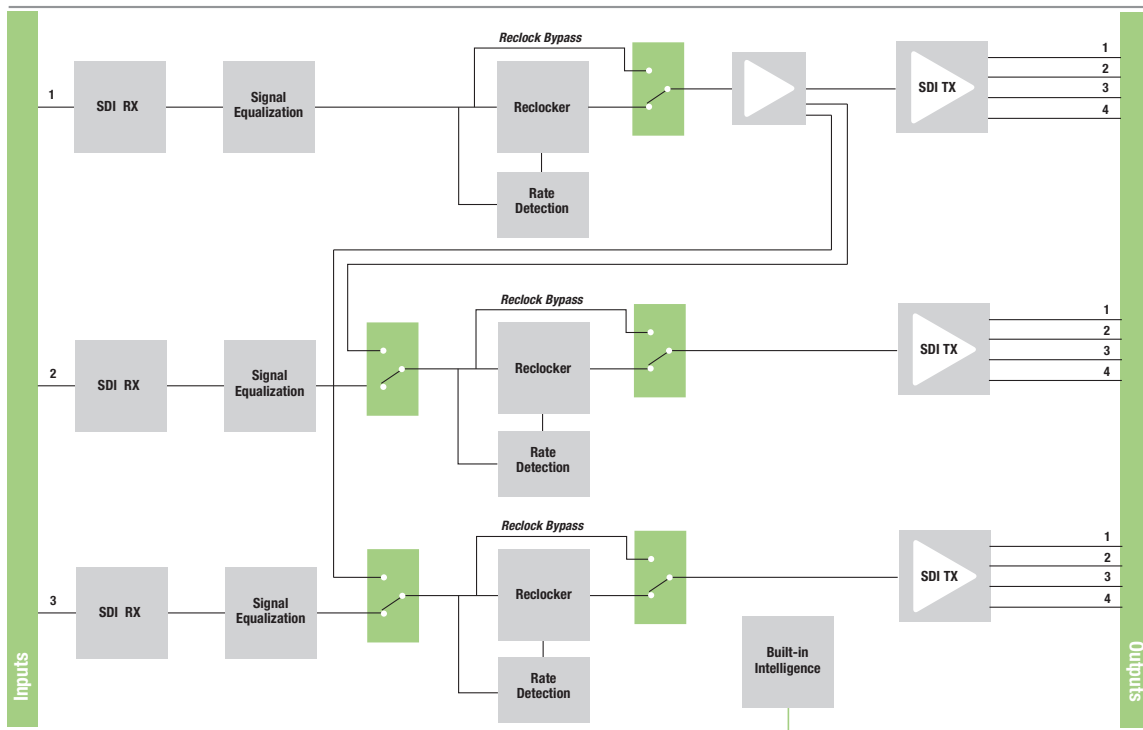 Reclock Bypass
1
SDI RX
Signal
Equalization
Reclocker
Rate
Detection
SDI TX
1
2
3
4
Reclock Bypass
2
SDI RX
Signal
Equalization
Reclocker
Rate
Detection
SDI TX
1
2
3
4
Reclock Bypass
3
SDI RX
Signal
Equalization
Reclocker
Rate
Detection
SDI TX
1
2
3
4
Built-in
Intelligence
Inputs
Outputs